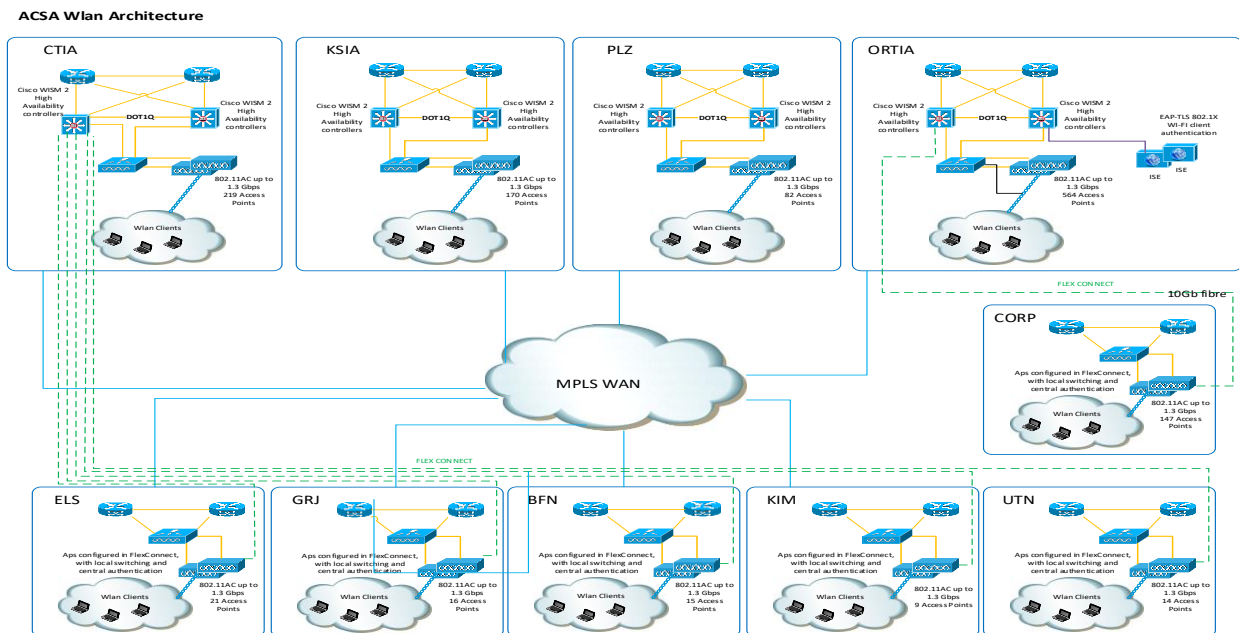 ACSA Wlan Architecture
CTIA
Cisco WISM 2
High
Availability
controllers
DOT1Q
Cisco WISM 2
High
Availability
controllers
802.11AC up to
1.3 Gbps
219 Access
Points
Wlan Clients
KSIA
Cisco WISM 2
High
Availability
controllers
DOT1Q
Cisco WISM 2
High
Availability
controllers
802.11AC up to
1.3 Gbps
170 Access
Points
Wlan Clients
PLZ
Cisco WISM 2
High
Availability
controllers
DOT1Q
Cisco WISM 2
High
Availability
controllers
802.11AC up to
1.3 Gbps
82 Access
Points
Wlan Clients
ORTIA
Cisco WISM 2
High
Availability
controllers
DOT1Q
Cisco WISM 2
High
Availability
controllers
EAP-TLS 802.1X
WI-FI client
authentication
ISE
ISE
802.11AC up to
1.3 Gbps
564 Access
Points
Wlan Clients
FLEX CONNECT
10Gb fibre
MPLS WAN
CORP
Aps configured in FlexConnect,
with local switching and
central authentication
802.11AC up to
1.3 Gbps
147 Access
Points
Wlan Clients
FLEX CONNECT
ELS
Aps configured in FlexConnect,
with local switching and
central authentication
802.11AC up to
1.3 Gbps
21 Access
Points
Wlan Clients
GRJ
Aps configured in FlexConnect,
with local switching and
central authentication
802.11AC up to
1.3 Gbps
16 Access
Points
Wlan Clients
BFN
Aps configured in FlexConnect,
with local switching and
central authentication
802.11AC up to
1.3 Gbps
15 Access
Points
Wlan Clients
KIM
Aps configured in FlexConnect,
with local switching and
central authentication
802.11AC up to
1.3 Gbps
9 Access Points
Wlan Clients
UTN
Aps configured in FlexConnect,
with local switching and
central authentication
802.11AC up to
1.3 Gbps
14 Access
Points
Wlan Clients